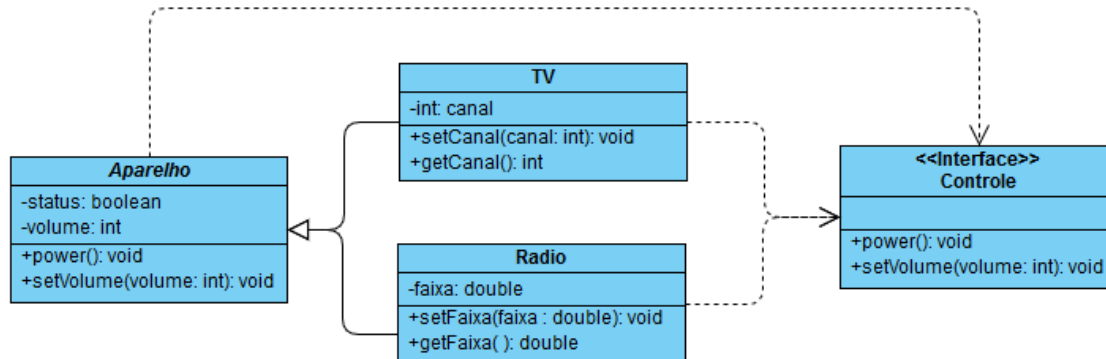 Aparelho
-status: boolean
-volume: int
+power(): void
+setVolume(volume: int): void
TV
-int: canal
+setCanal(canal: int): void
+getCanal(): int
Radio
-faixa: double
+setFaixa(faixa : double): void
+getFaixa( ): double
<<Interface>>
Controle
+power(): void
+setVolume(volume: int): void